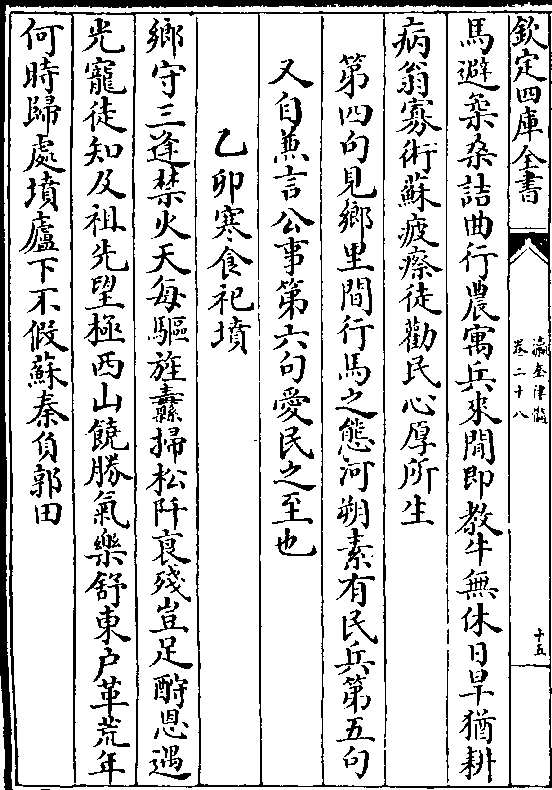 欽定四庫全書
瀛奎律髓
卷二十八
十五
馬避桑桑詰曲行農寓兵來閒即教牛無休日旱猶耕
病翁寡術蘇疲瘵徒勸民心厚所生
第四句見鄉里間行馬之態河朔素有民兵第五句
又自兼言公事第六句愛民之至也
乙卯寒食祀墳
鄉守三逢禁火天每驅旌纛掃松阡哀殘豈足酧恩遇
光寵徒知及祖先望極西山饒勝氣樂舒東戶革荒年
何時歸處墳廬下不假蘇秦負郭田